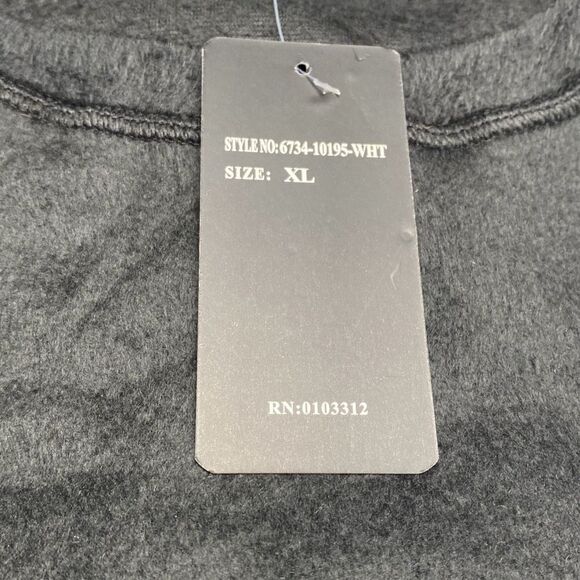 STYLE NO:6734-10195-WHT
SIZE: XL
RN:0103312